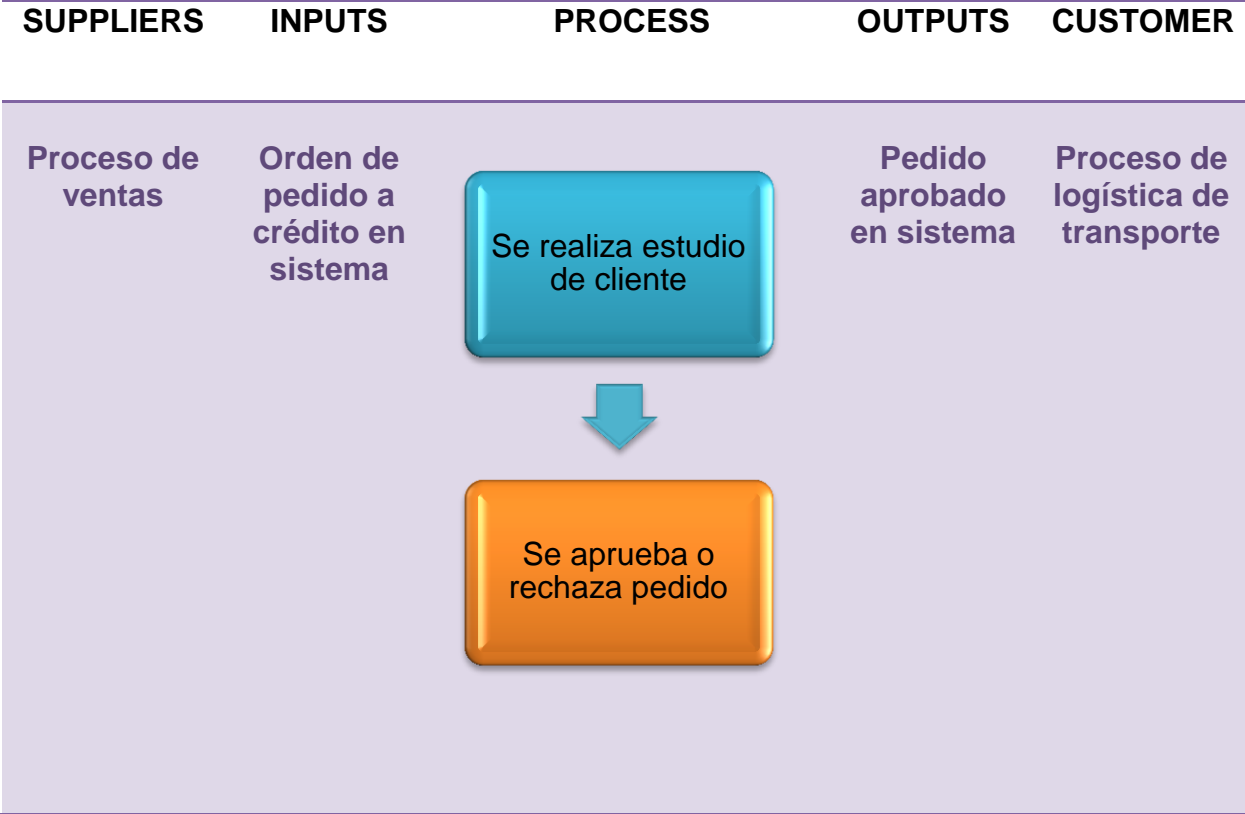 SUPPLIERS INPUTS PROCESS OUTPUTS CUSTOMER
Proceso de
ventas
Orden de
pedido a
crédito en
sistema
Se realiza estudio
de cliente
Se aprueba o
rechaza pedido
Pedido
aprobado
en sistema
Proceso de
logística de
transporte